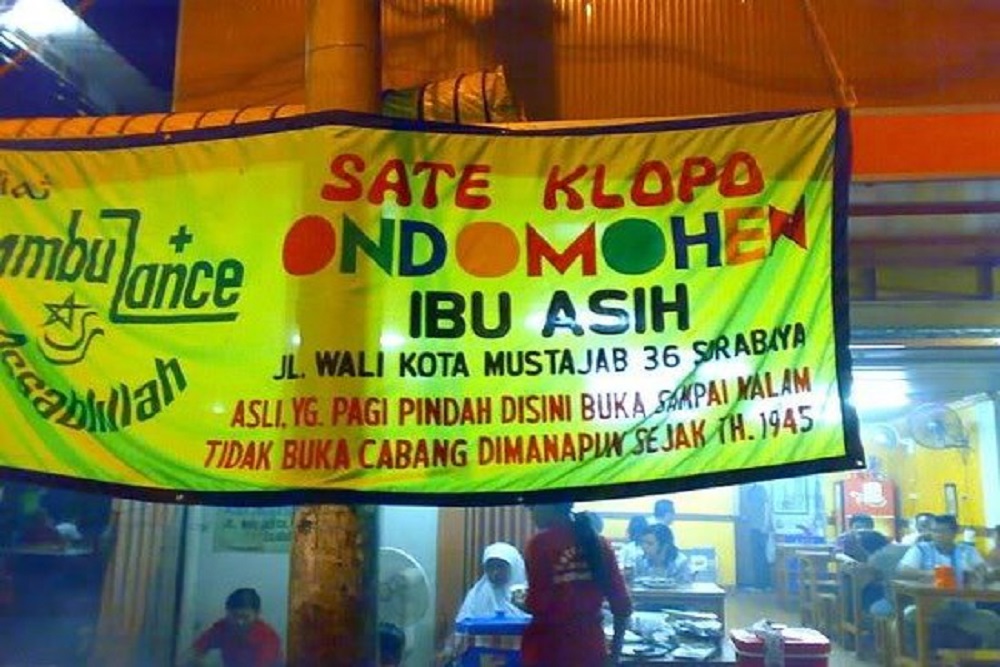 SATE KLOPO
ONDOMOHEN
IBU ASIH
JL. WALI KOTA MUSTAJAB 36 SURABAYA
ASLI, YG. PAGI PINDAH DISINI BUKA SAMPAI MALAM
TIDAK BUKA CABANG DIMANAPUN SEJAK TH. 1945
ambulance